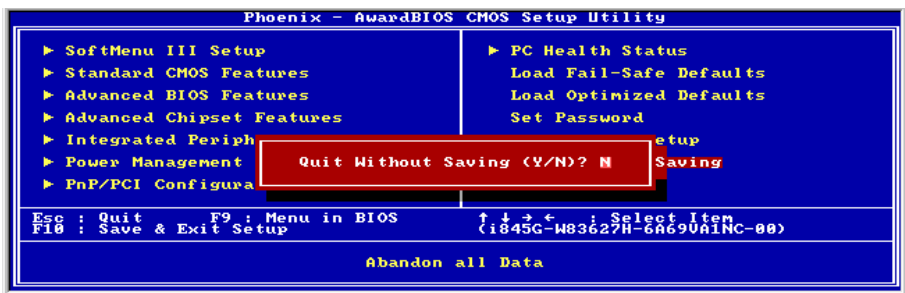 Phoenix - AwardBIOS CMOS Setup Utility
SoftMenu III Setup
Standard CMOS Features
Advanced BIOS Features
Advanced Chipset Features
Integrated Periph
Power Management
PnP/PCI Configura
PC Health Status
Load Fail-Safe Defaults
Load Optimized Defaults
Set Password
etup
Saving
Quit Without Saving (Y/N)? N
Esc : Quit F9 : Menu in BIOS ↑ ↓ → ← : Select Item
F10 : Save & Exit Setup (i845G-W83627H-6A69VA1NC-00)
Abandon all Data